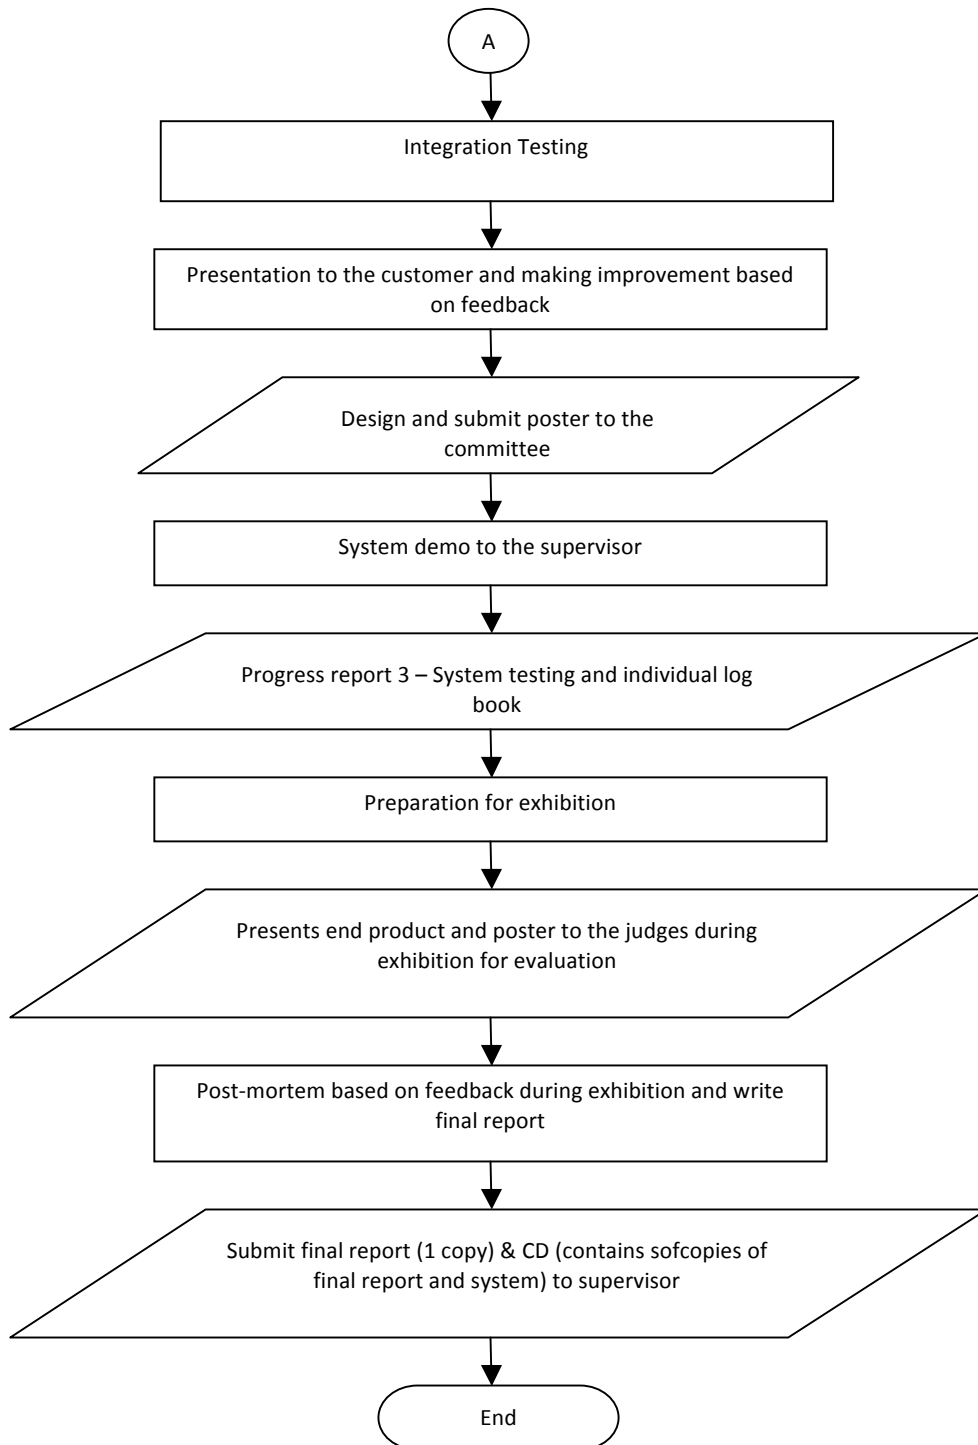 A
Integration Testing
Presentation to the customer and making improvement based
on feedback
Design and submit poster to the
committee
System demo to the supervisor
Progress report 3 – System testing and individual log
book
Preparation for exhibition
Presents end product and poster to the judges during
exhibition for evaluation
Post-mortem based on feedback during exhibition and write
final report
Submit final report (1 copy) & CD (contains sofcopies of
final report and system) to supervisor
End